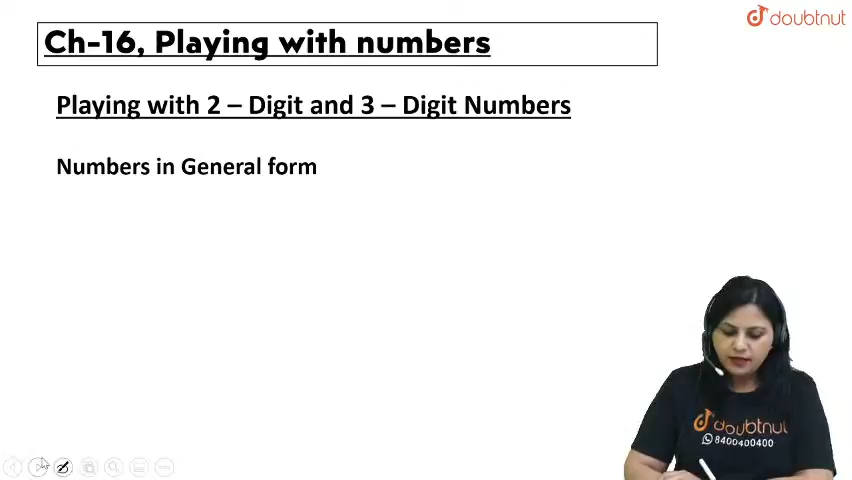 doubtnut
Ch-16, Playing with numbers
Playing with 2 – Digit and 3 – Digit Numbers
Numbers in General form
doubtnut
8400400400